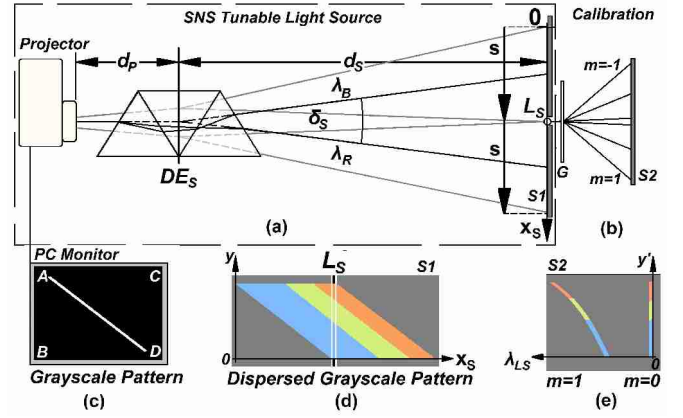 SNS Tunable Light Source
Calibration
Projector
0
d_P
d_S
s
λ_B
δ_S
λ_R
DE_S
L_S
s
S1
x_S
G
m=-1
m=1
S2
(a)
(b)
PC Monitor
A
C
B
D
Grayscale Pattern
(c)
y
L_S
S1
0
x_S
Dispersed Grayscale Pattern
(d)
S2
y'
λ_LS
0
m=1
m=0
(e)